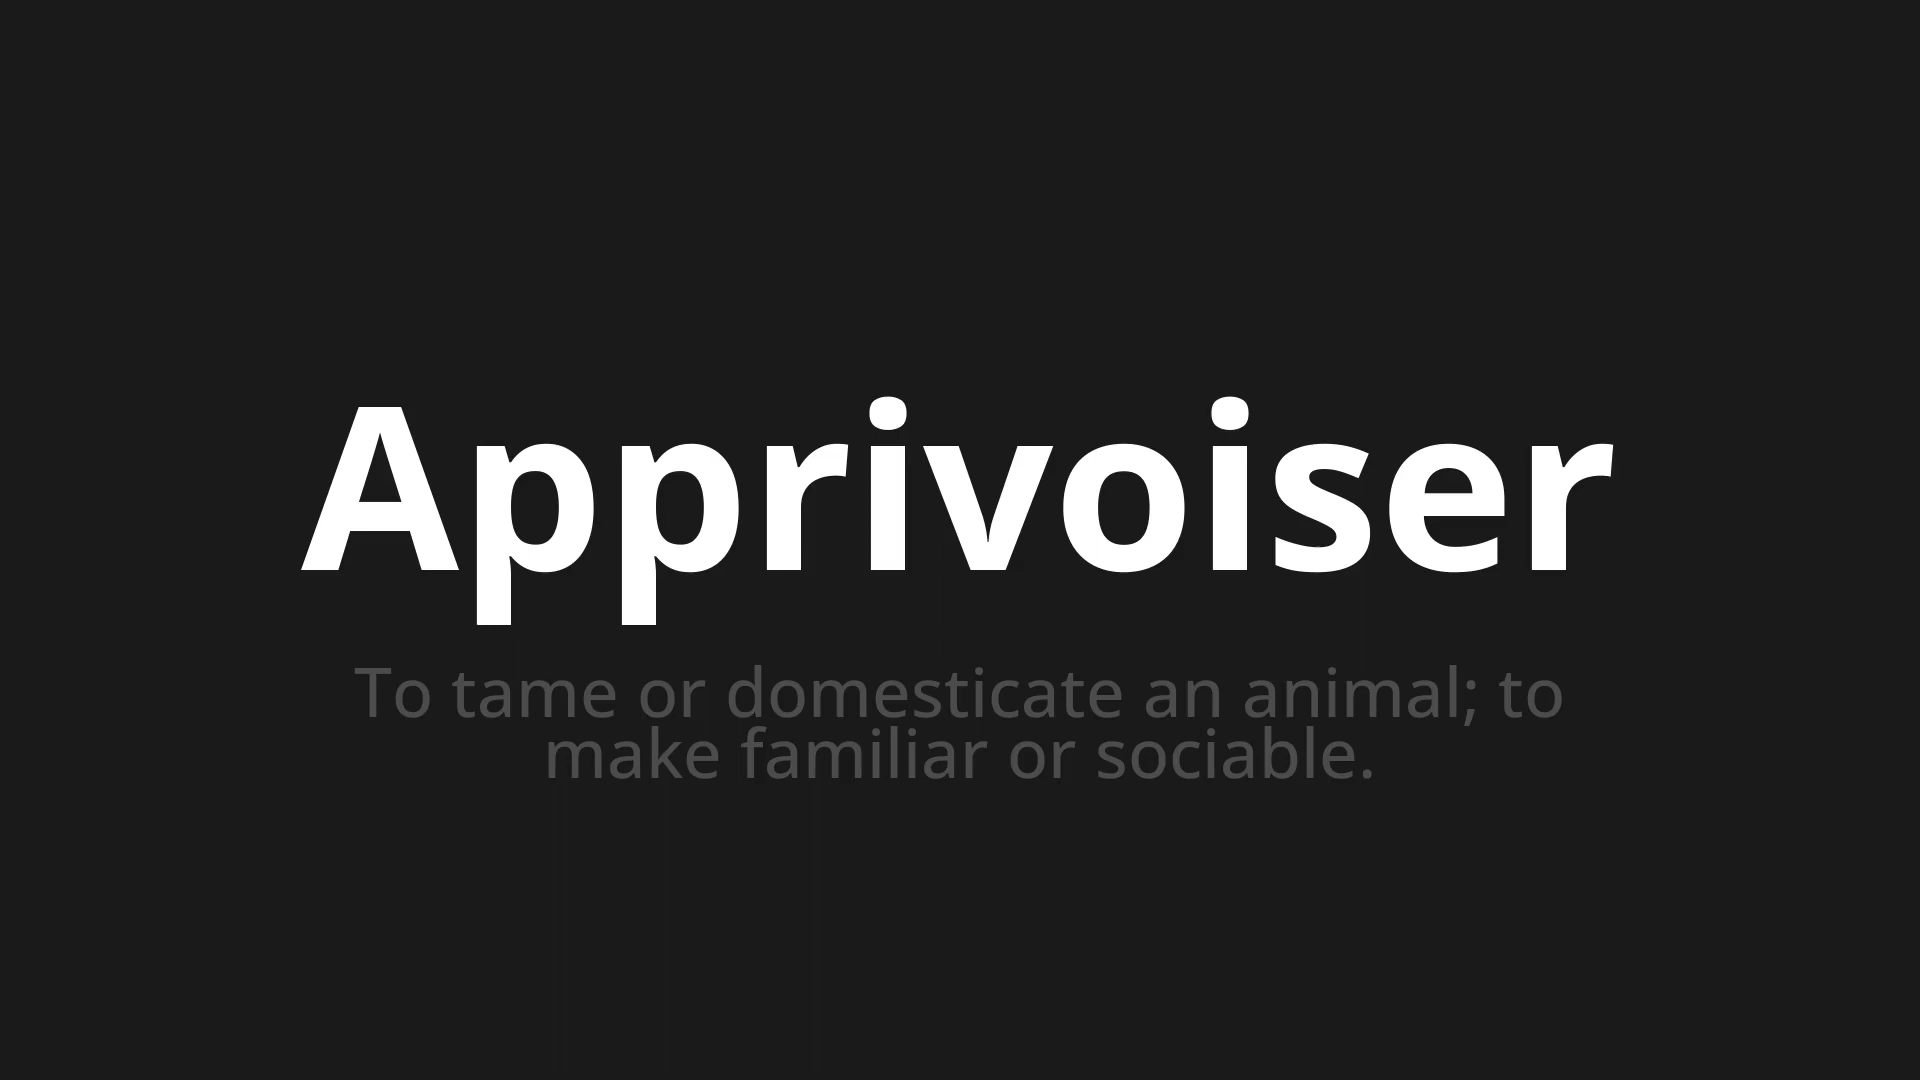 Apprivoiser
To tame or domesticate an animal; to
make familiar or sociable.